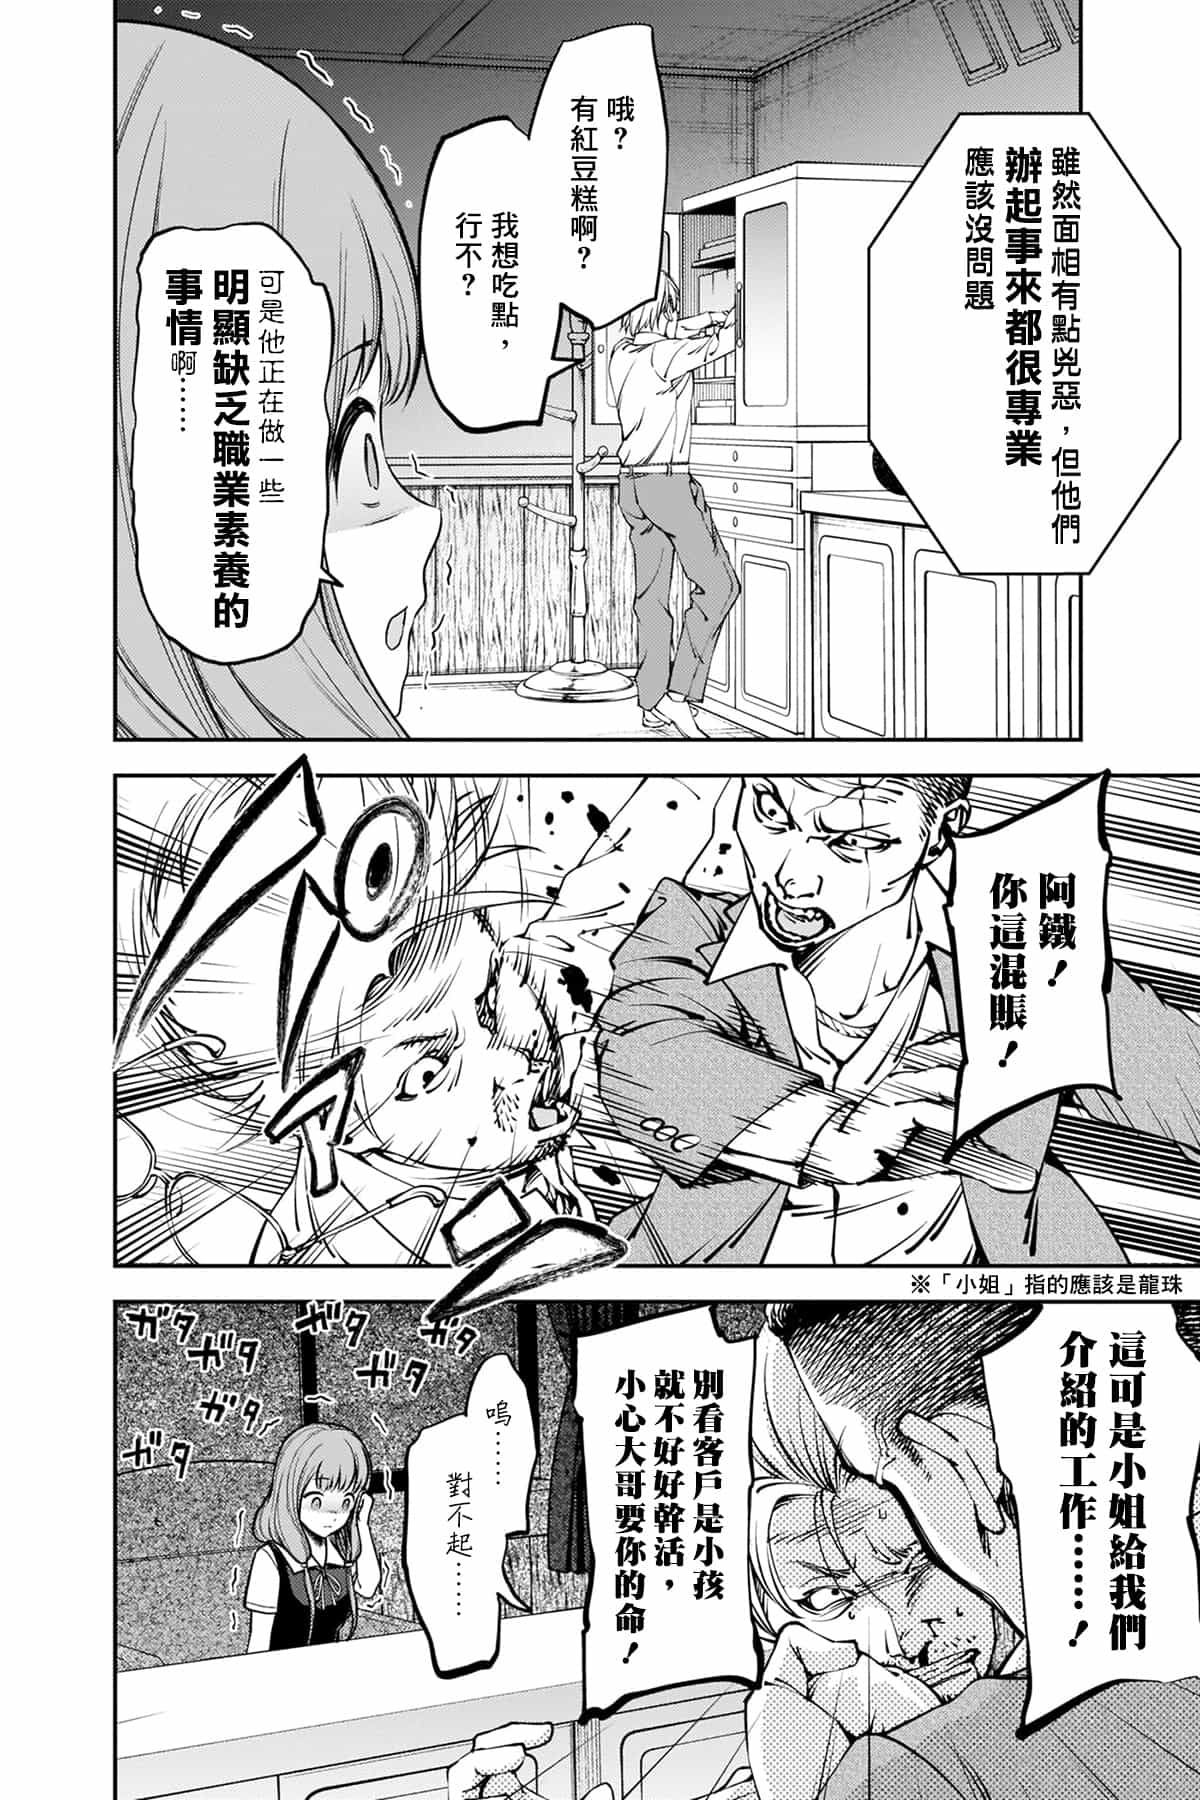 雖然面相有點兇惡，但他們
辦起事來都很專業
應該沒問題
哦？
有紅豆糕啊？
我想吃點，
行不？
可是他正在做一些
明顯缺乏職業素養的
事情啊……
阿鐵！
你這混賬！
※「小姐」指的應該是龍珠
這可是小姐給我們
介紹的工作……！
別看客戶是小孩
就不好好幹活，
小心大哥要你的命！
嗚……
對不起……
ガタ
ガタ
ガタ
ガタ
ガタ
ガタ
ガタ